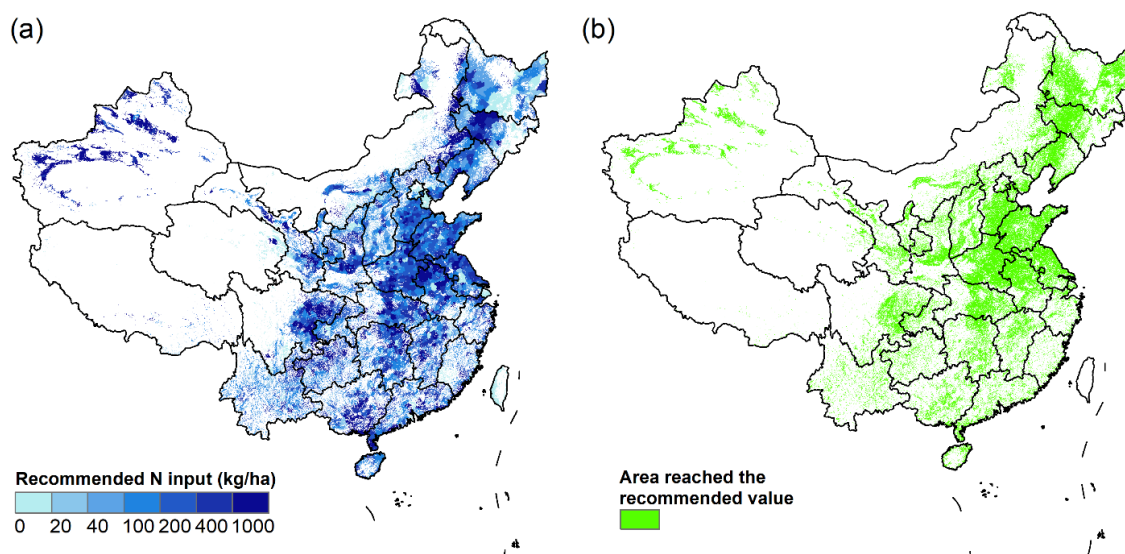 (a)
(b)
Recommended N input (kg/ha)
0 20 40 100 200 400 1000
Area reached the
recommended value